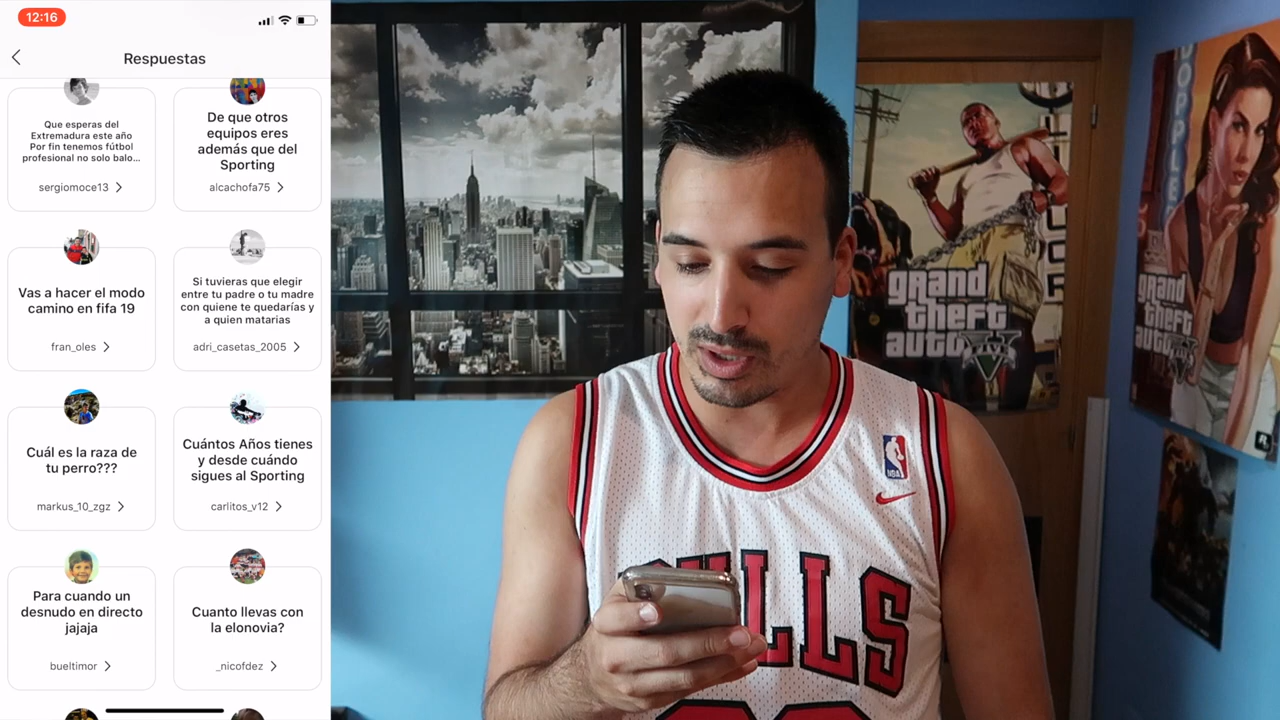 12:16
Respuestas
Que esperas del
Extremadura este año
Por fin tenemos fútbol
profesional no solo balo...
sergiomoce13
De que otros
equipos eres
además que del
Sporting
alcachofa75
Vas a hacer el modo
camino en fifa 19
fran_oles
Si tuvieras que elegir
entre tu padre o tu madre
con quiene te quedarías y
a quien matarias
adri_casetas_2005
Cuál es la raza de
tu perro???
markus_10_zgz
Cuántos Años tienes
y desde cuándo
sigues al Sporting
carlitos_v12
Para cuando un
desnudo en directo
jajaja
bueltimor
Cuanto llevas con
la elonovia?
_nicofdez
grand
theft
auto
V
grand
theft
auto
V
NBA
BULLS